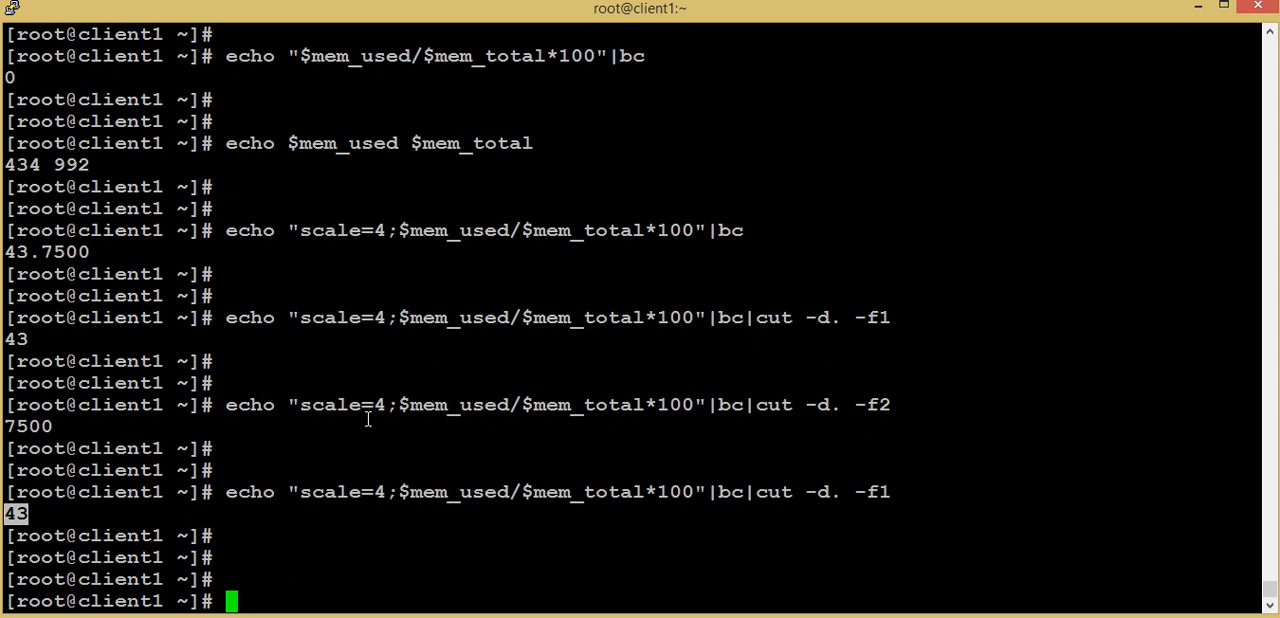 root@client1:~
[root@client1 ~]#
[root@client1 ~]# echo "$mem_used/$mem_total*100"|bc
0
[root@client1 ~]#
[root@client1 ~]#
[root@client1 ~]# echo $mem_used $mem_total
434 992
[root@client1 ~]#
[root@client1 ~]#
[root@client1 ~]# echo "scale=4;$mem_used/$mem_total*100"|bc
43.7500
[root@client1 ~]#
[root@client1 ~]#
[root@client1 ~]# echo "scale=4;$mem_used/$mem_total*100"|bc|cut -d. -f1
43
[root@client1 ~]#
[root@client1 ~]#
[root@client1 ~]# echo "scale=4;$mem_used/$mem_total*100"|bc|cut -d. -f2
7500
[root@client1 ~]#
[root@client1 ~]#
[root@client1 ~]# echo "scale=4;$mem_used/$mem_total*100"|bc|cut -d. -f1
43
[root@client1 ~]#
[root@client1 ~]#
[root@client1 ~]#
[root@client1 ~]#